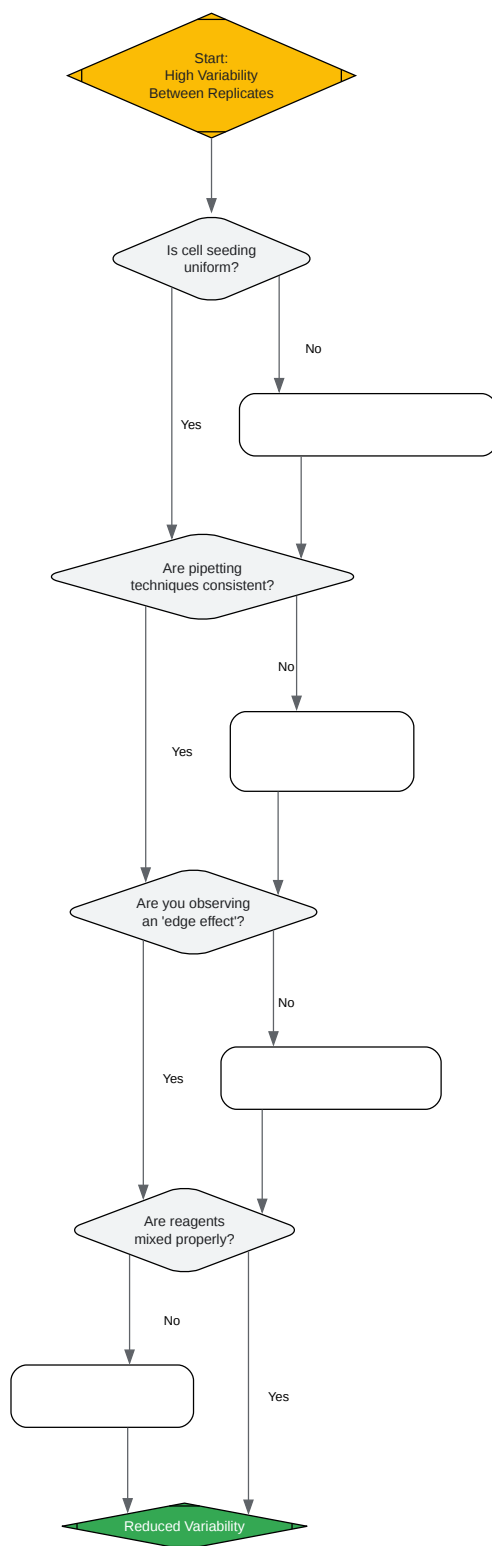 Start:
High Variability
Between Replicates
Is cell seeding
uniform?
No
Yes
Are pipetting
techniques consistent?
No
Yes
Are you observing
an 'edge effect'?
No
Yes
Are reagents
mixed properly?
No
Yes
Reduced Variability